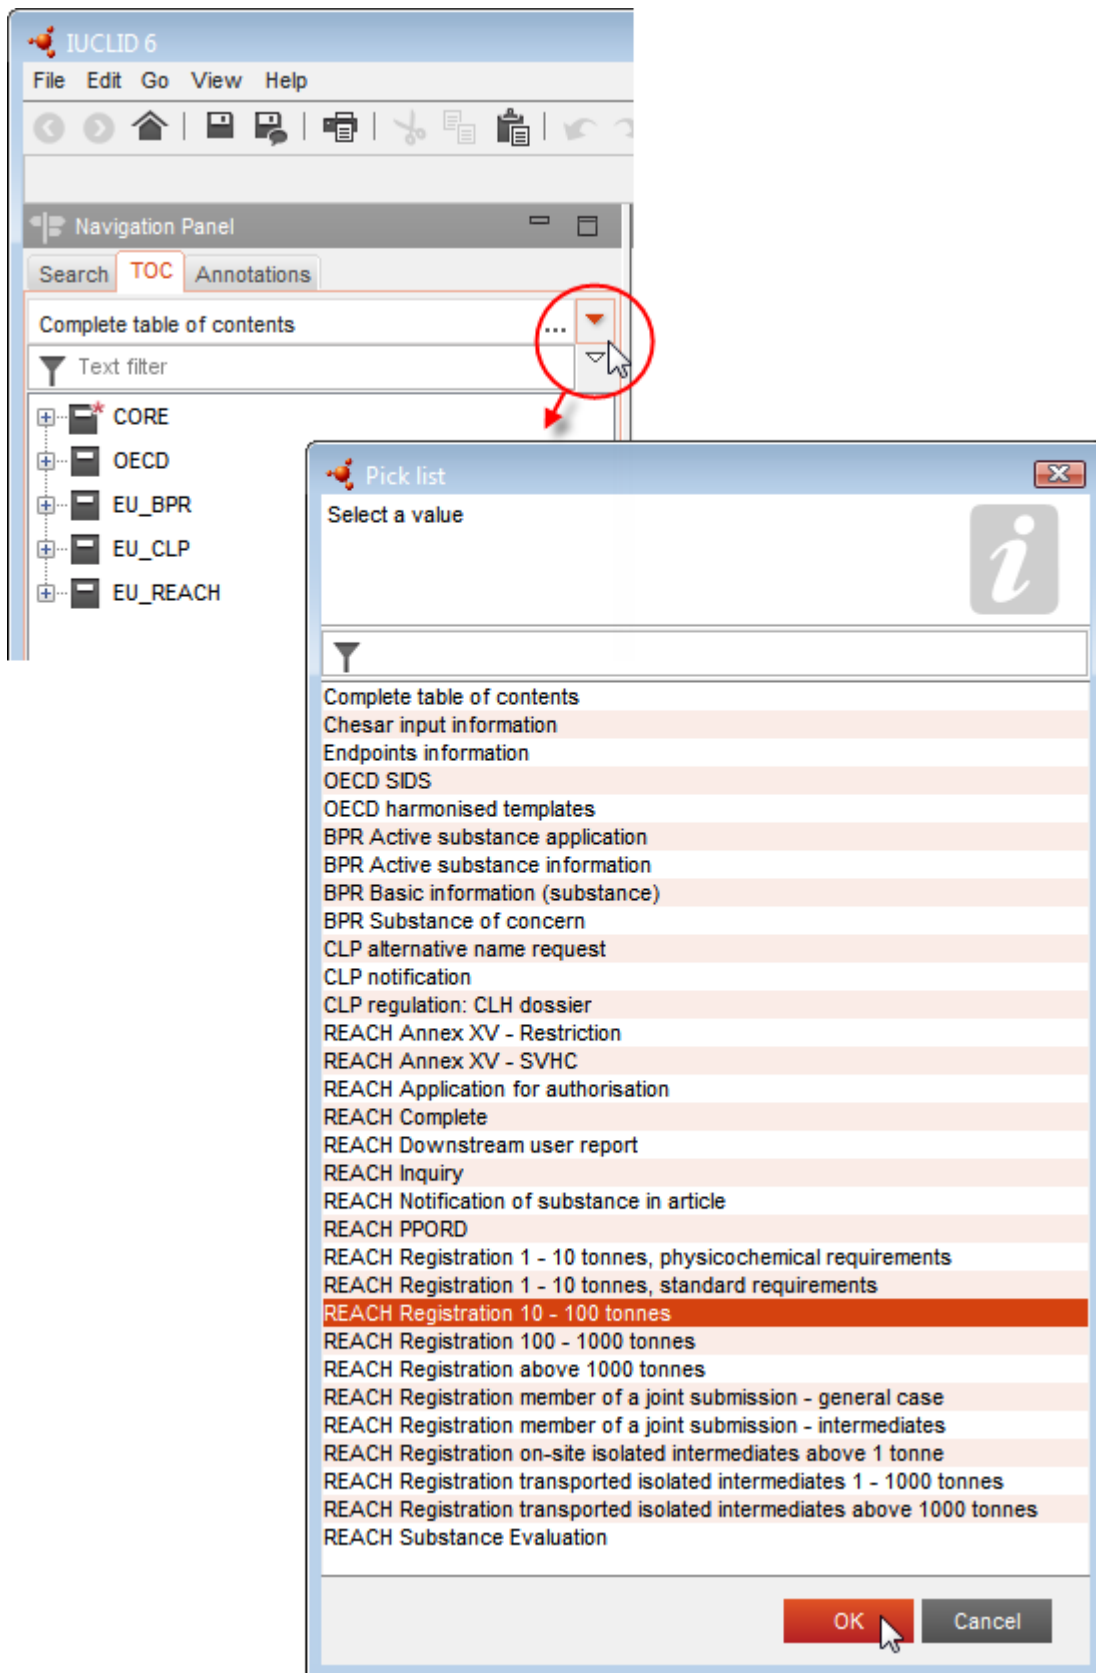 IUCLID 6
File Edit Go View Help
Navigation Panel
Search TOC Annotations
Complete table of contents ...
Text filter
CORE
OECD
EU_BPR
EU_CLP
EU_REACH
Pick list
Select a value
Complete table of contents
Chesar input information
Endpoints information
OECD SIDS
OECD harmonised templates
BPR Active substance application
BPR Active substance information
BPR Basic information (substance)
BPR Substance of concern
CLP alternative name request
CLP notification
CLP regulation: CLH dossier
REACH Annex XV - Restriction
REACH Annex XV - SVHC
REACH Application for authorisation
REACH Complete
REACH Downstream user report
REACH Inquiry
REACH Notification of substance in article
REACH PPORD
REACH Registration 1 - 10 tonnes, physicochemical requirements
REACH Registration 1 - 10 tonnes, standard requirements
REACH Registration 10 - 100 tonnes
REACH Registration 100 - 1000 tonnes
REACH Registration above 1000 tonnes
REACH Registration member of a joint submission - general case
REACH Registration member of a joint submission - intermediates
REACH Registration on-site isolated intermediates above 1 tonne
REACH Registration transported isolated intermediates 1 - 1000 tonnes
REACH Registration transported isolated intermediates above 1000 tonnes
REACH Substance Evaluation
OK Cancel